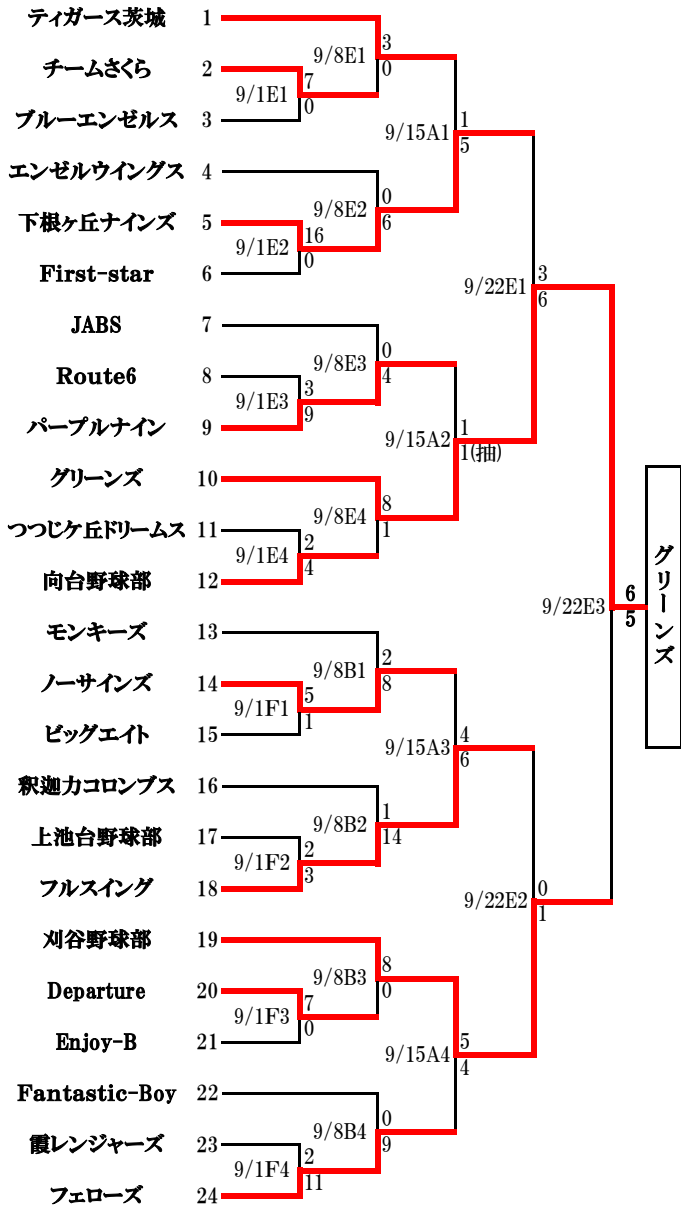 ティガース茨城 1
チームさくら 2
ブルーエンゼルス 3
エンゼルウイングス 4
下根ヶ丘ナインズ 5
First-star 6
JABS 7
Route6 8
パープルナイン 9
グリーンズ 10
つつじケ丘ドリームス 11
向台野球部 12
モンキーズ 13
ノーサインズ 14
ビッグエイト 15
釈迦力コロンブス 16
上池台野球部 17
フルスイング 18
刈谷野球部 19
Departure 20
Enjoy-B 21
Fantastic-Boy 22
霞レンジャーズ 23
フェローズ 24
9/1E1
7
0
9/1E2
16
0
9/1E3
3
9
9/1E4
2
4
9/1F1
5
1
9/1F2
2
3
9/1F3
7
0
9/1F4
2
11
9/8E1
3
0
9/8E2
0
6
9/8E3
0
4
9/8E4
8
1
9/8B1
2
8
9/8B2
1
14
9/8B3
8
0
9/8B4
0
9
9/15A1
1
5
9/15A2
1
1(抽)
9/15A3
4
6
9/15A4
5
4
9/22E1
3
6
9/22E2
0
1
9/22E3
6
5
グリーンズ